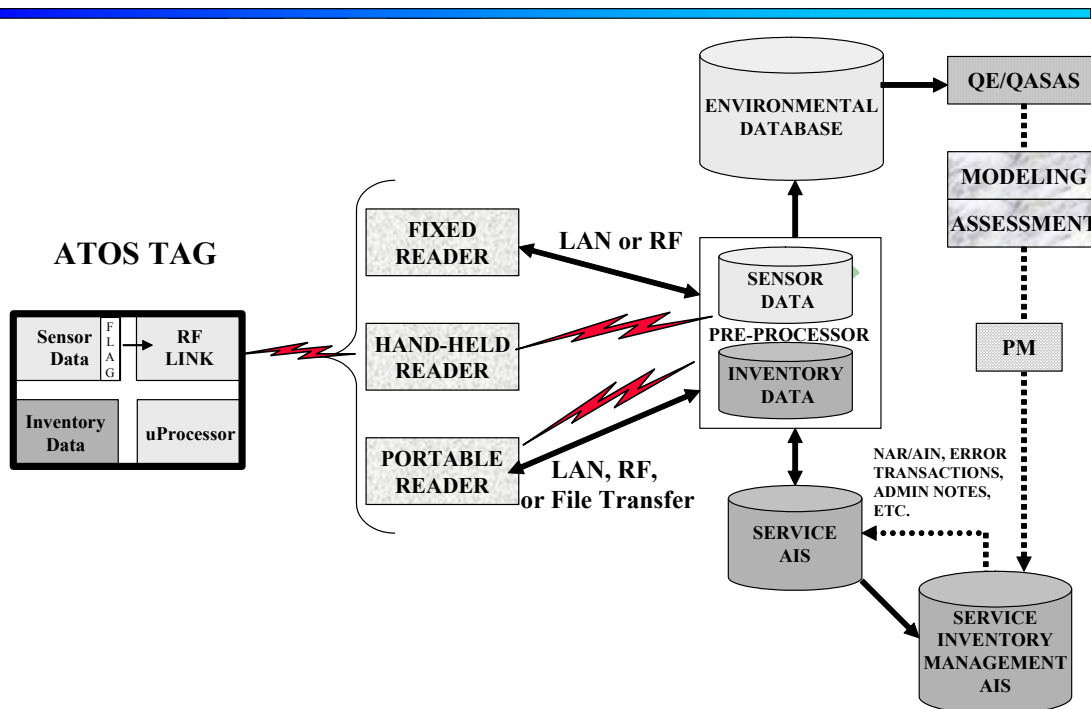 ATOS TAG
Sensor
Data
FLAG
RF
LINK
Inventory
Data
uProcessor
FIXED
READER
HAND-HELD
READER
PORTABLE
READER
LAN or RF
LAN, RF,
or File Transfer
ENVIRONMENTAL
DATABASE
SENSOR
DATA
PRE-PROCESSOR
INVENTORY
DATA
SERVICE
AIS
QE/QASAS
MODELING
ASSESSMENT
PM
NAR/AIN, ERROR
TRANSACTIONS,
ADMIN NOTES,
ETC.
SERVICE
INVENTORY
MANAGEMENT
AIS